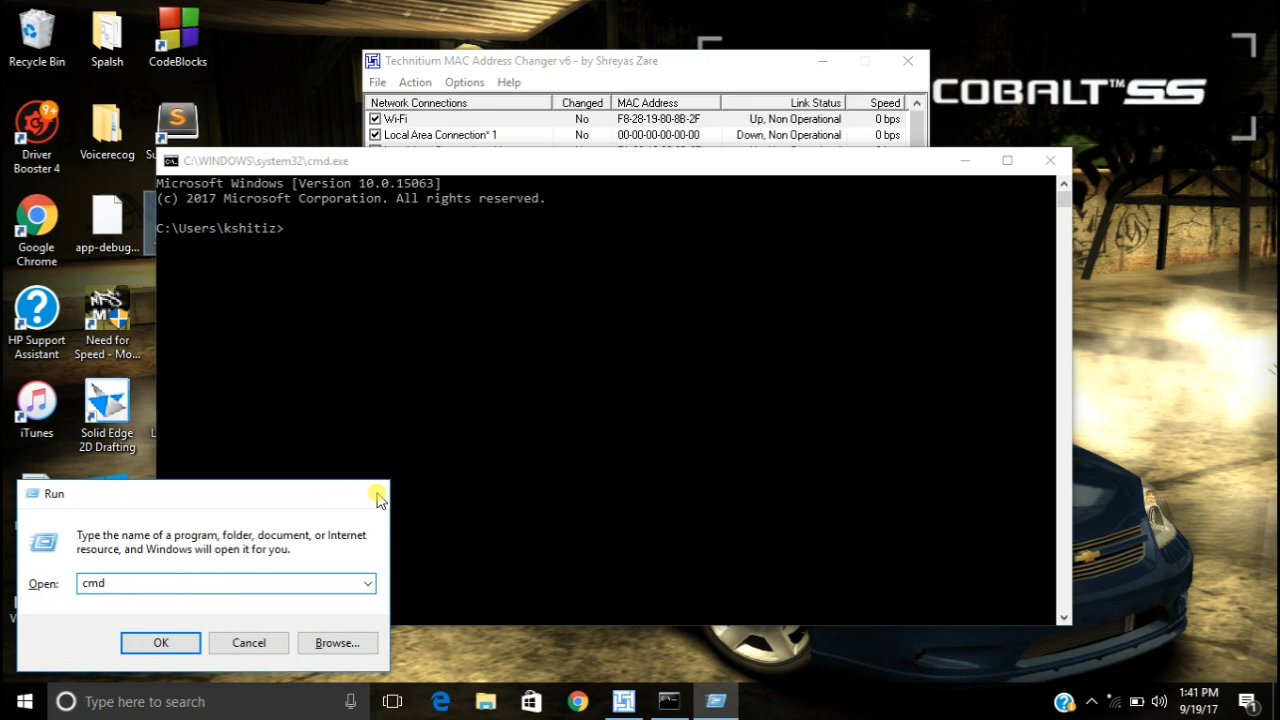 Recycle Bin
Spalsh
CodeBlocks
Driver
Booster 4
9+
Voicerecog
Su
Google
Chrome
app-debug...
HP Support
Assistant
Need for
Speed - Mo...
iTunes
Solid Edge
2D Drafting
L
COBALT™SS
Technitium MAC Address Changer v6 - by Shreyas Zare
File Action Options Help
Network Connections Changed MAC Address Link Status Speed
Wi-Fi No F8-28-19-80-8B-2F Up, Non Operational 0 bps
Local Area Connection* 1 No 00-00-00-00-00-00 Down, Non Operational 0 bps
C:\WINDOWS\system32\cmd.exe
Microsoft Windows [Version 10.0.15063]
(c) 2017 Microsoft Corporation. All rights reserved.
C:\Users\kshitiz>
Run
Type the name of a program, folder, document, or Internet
resource, and Windows will open it for you.
Open: cmd
OK Cancel Browse...
Type here to search
1:41 PM
9/19/17
1